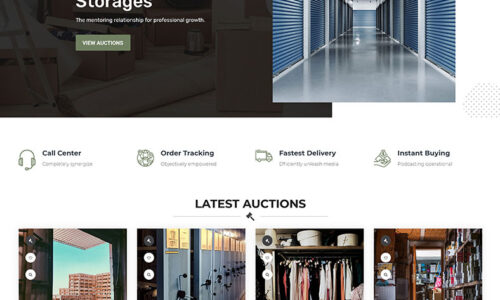 Storages
The mentoring relationship for professional growth.
VIEW AUCTIONS
Call Center
Completely synergise
Order Tracking
Objectively empowered
Fastest Delivery
Efficiently unleash media
Instant Buying
Podcasting operational
LATEST AUCTIONS